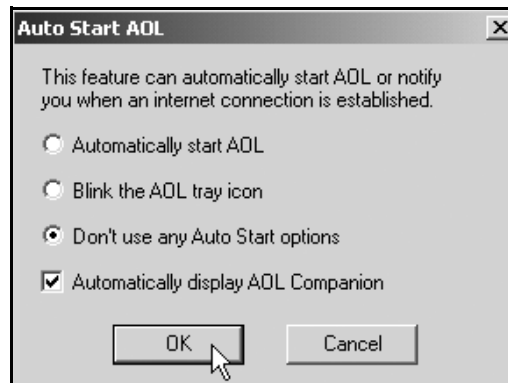 Auto Start AOL
This feature can automatically start AOL or notify
you when an internet connection is established.
Automatically start AOL
Blink the AOL tray icon
Don't use any Auto Start options
Automatically display AOL Companion
OK
Cancel